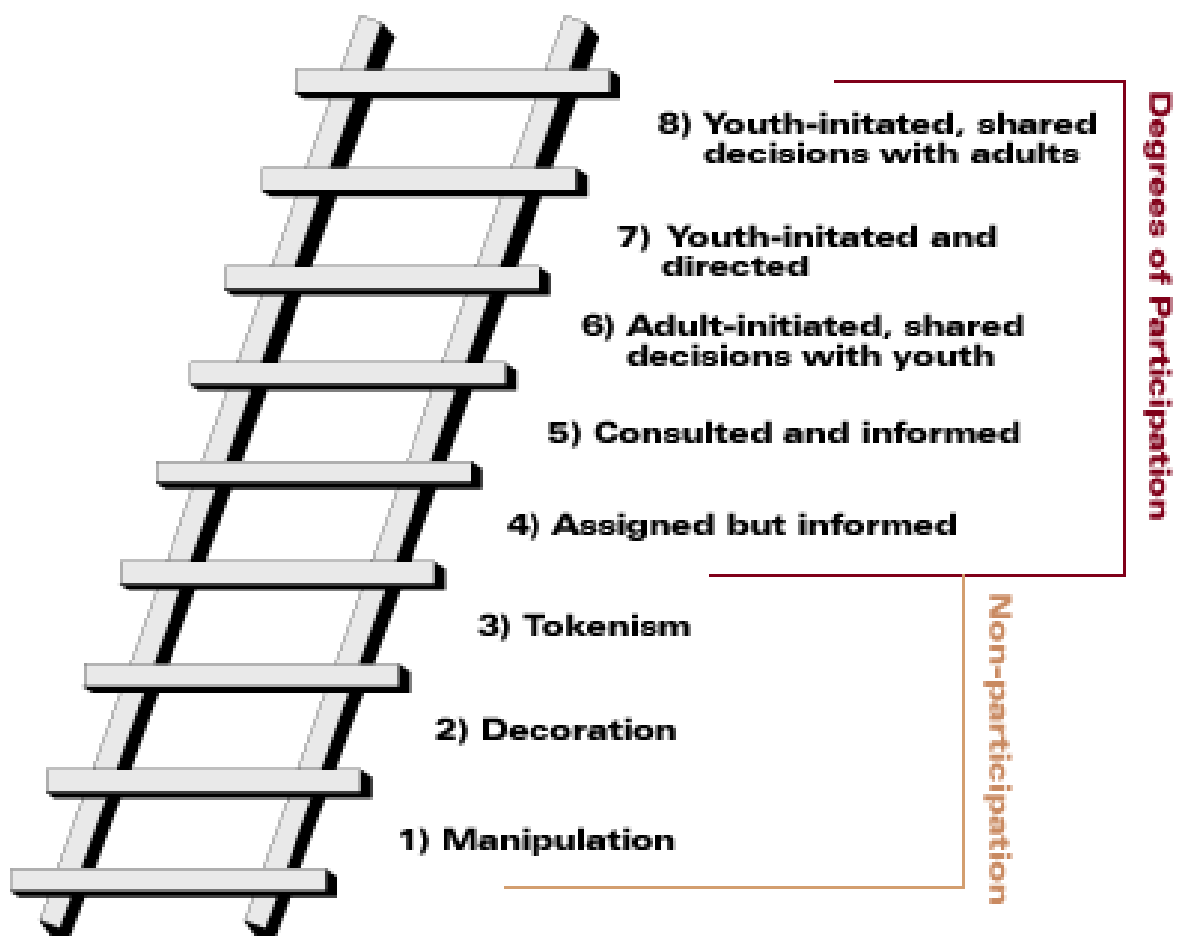 8) Youth-initated, shared
decisions with adults
7) Youth-initated and
directed
6) Adult-initiated, shared
decisions with youth
5) Consulted and informed
4) Assigned but informed
3) Tokenism
2) Decoration
1) Manipulation
Degrees of Participation
Non-participation